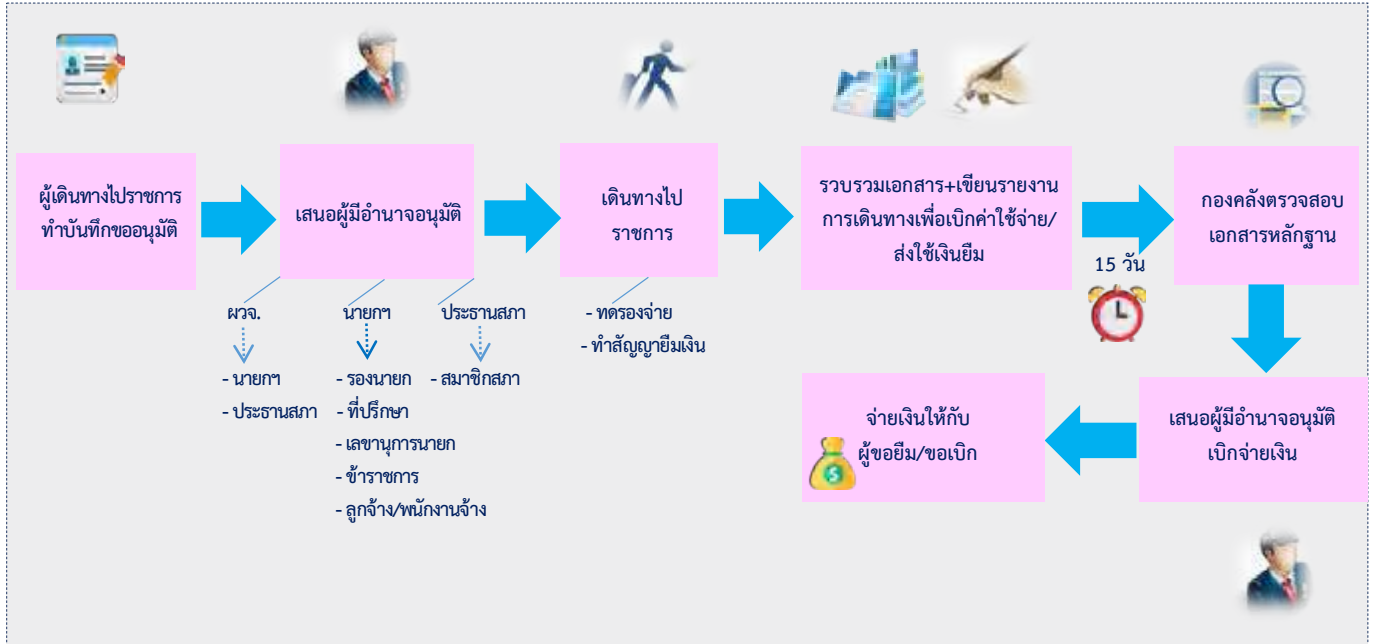 ผู้เดินทางไปราชการ
ทำบันทึกขออนุมัติ
เสนอผู้มีอำนาจอนุมัติ
ผวจ.
- นายกฯ
- ประธานสภา
นายกฯ
- รองนายก
- ที่ปรึกษา
- เลขานุการนายก
- ข้าราชการ
- ลูกจ้าง/พนักงานจ้าง
ประธานสภา
- สมาชิกสภา
เดินทางไป
ราชการ
- ทดรองจ่าย
- ทำสัญญายืมเงิน
รวบรวมเอกสาร+เขียนรายงาน
การเดินทางเพื่อเบิกค่าใช้จ่าย/
ส่งใช้เงินยืม
15 วัน
กองคลังตรวจสอบ
เอกสารหลักฐาน
เสนอผู้มีอำนาจอนุมัติ
เบิกจ่ายเงิน
จ่ายเงินให้กับ
ผู้ขอยืม/ขอเบิก